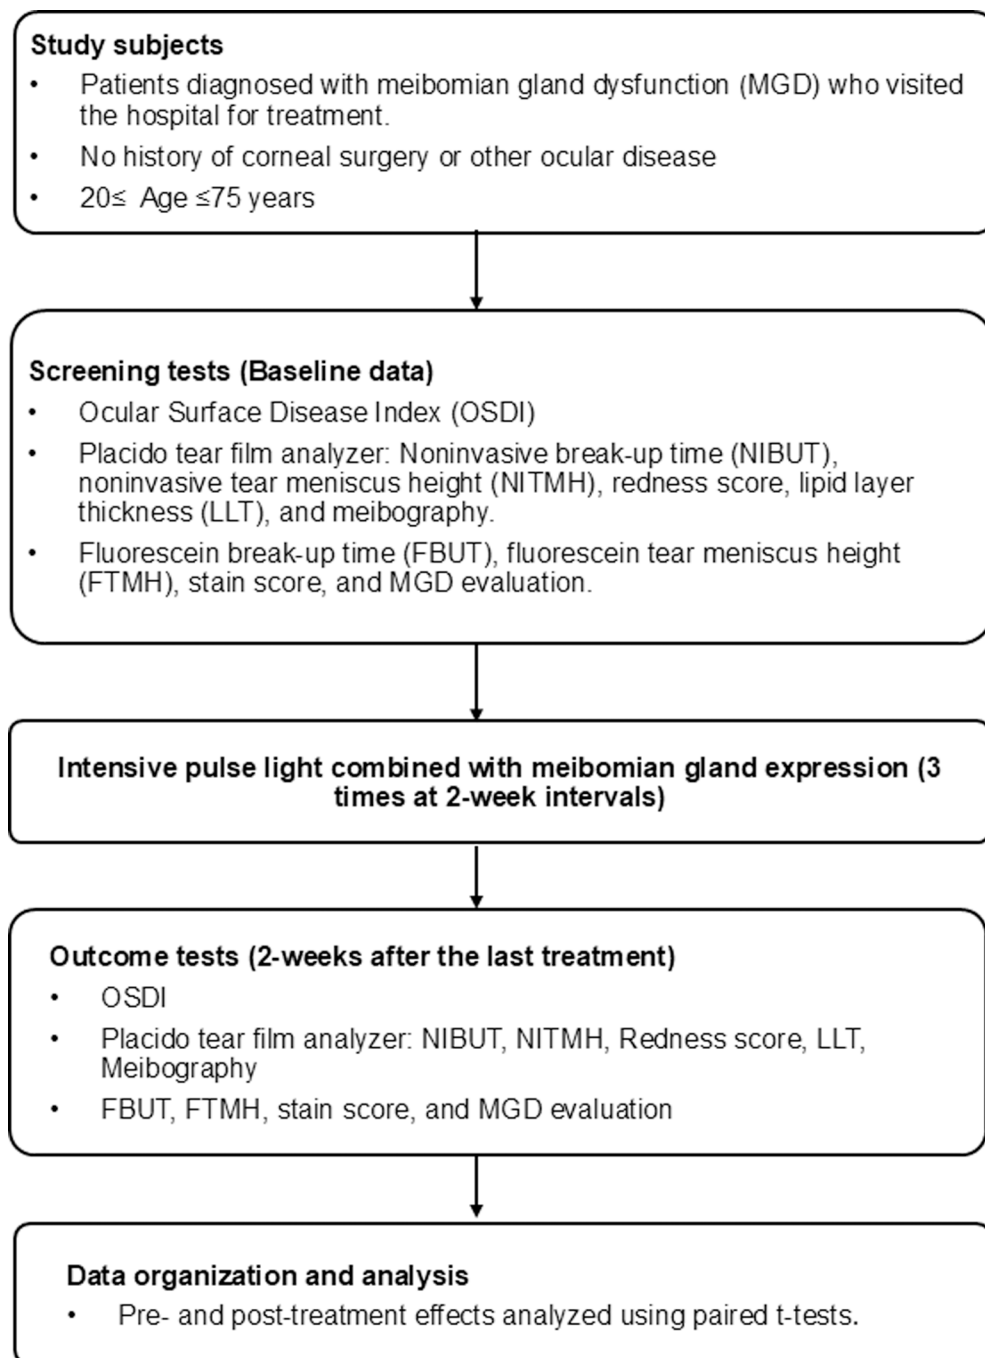 Study subjects
• Patients diagnosed with meibomian gland dysfunction (MGD) who visited
the hospital for treatment.
• No history of corneal surgery or other ocular disease
• 20≤ Age ≤75 years
Screening tests (Baseline data)
• Ocular Surface Disease Index (OSDI)
• Placido tear film analyzer: Noninvasive break-up time (NIBUT),
noninvasive tear meniscus height (NITMH), redness score, lipid layer
thickness (LLT), and meibography.
• Fluorescein break-up time (FBUT), fluorescein tear meniscus height
(FTMH), stain score, and MGD evaluation.
Intensive pulse light combined with meibomian gland expression (3
times at 2-week intervals)
Outcome tests (2-weeks after the last treatment)
• OSDI
• Placido tear film analyzer: NIBUT, NITMH, Redness score, LLT,
Meibography
• FBUT, FTMH, stain score, and MGD evaluation
Data organization and analysis
• Pre- and post-treatment effects analyzed using paired t-tests.